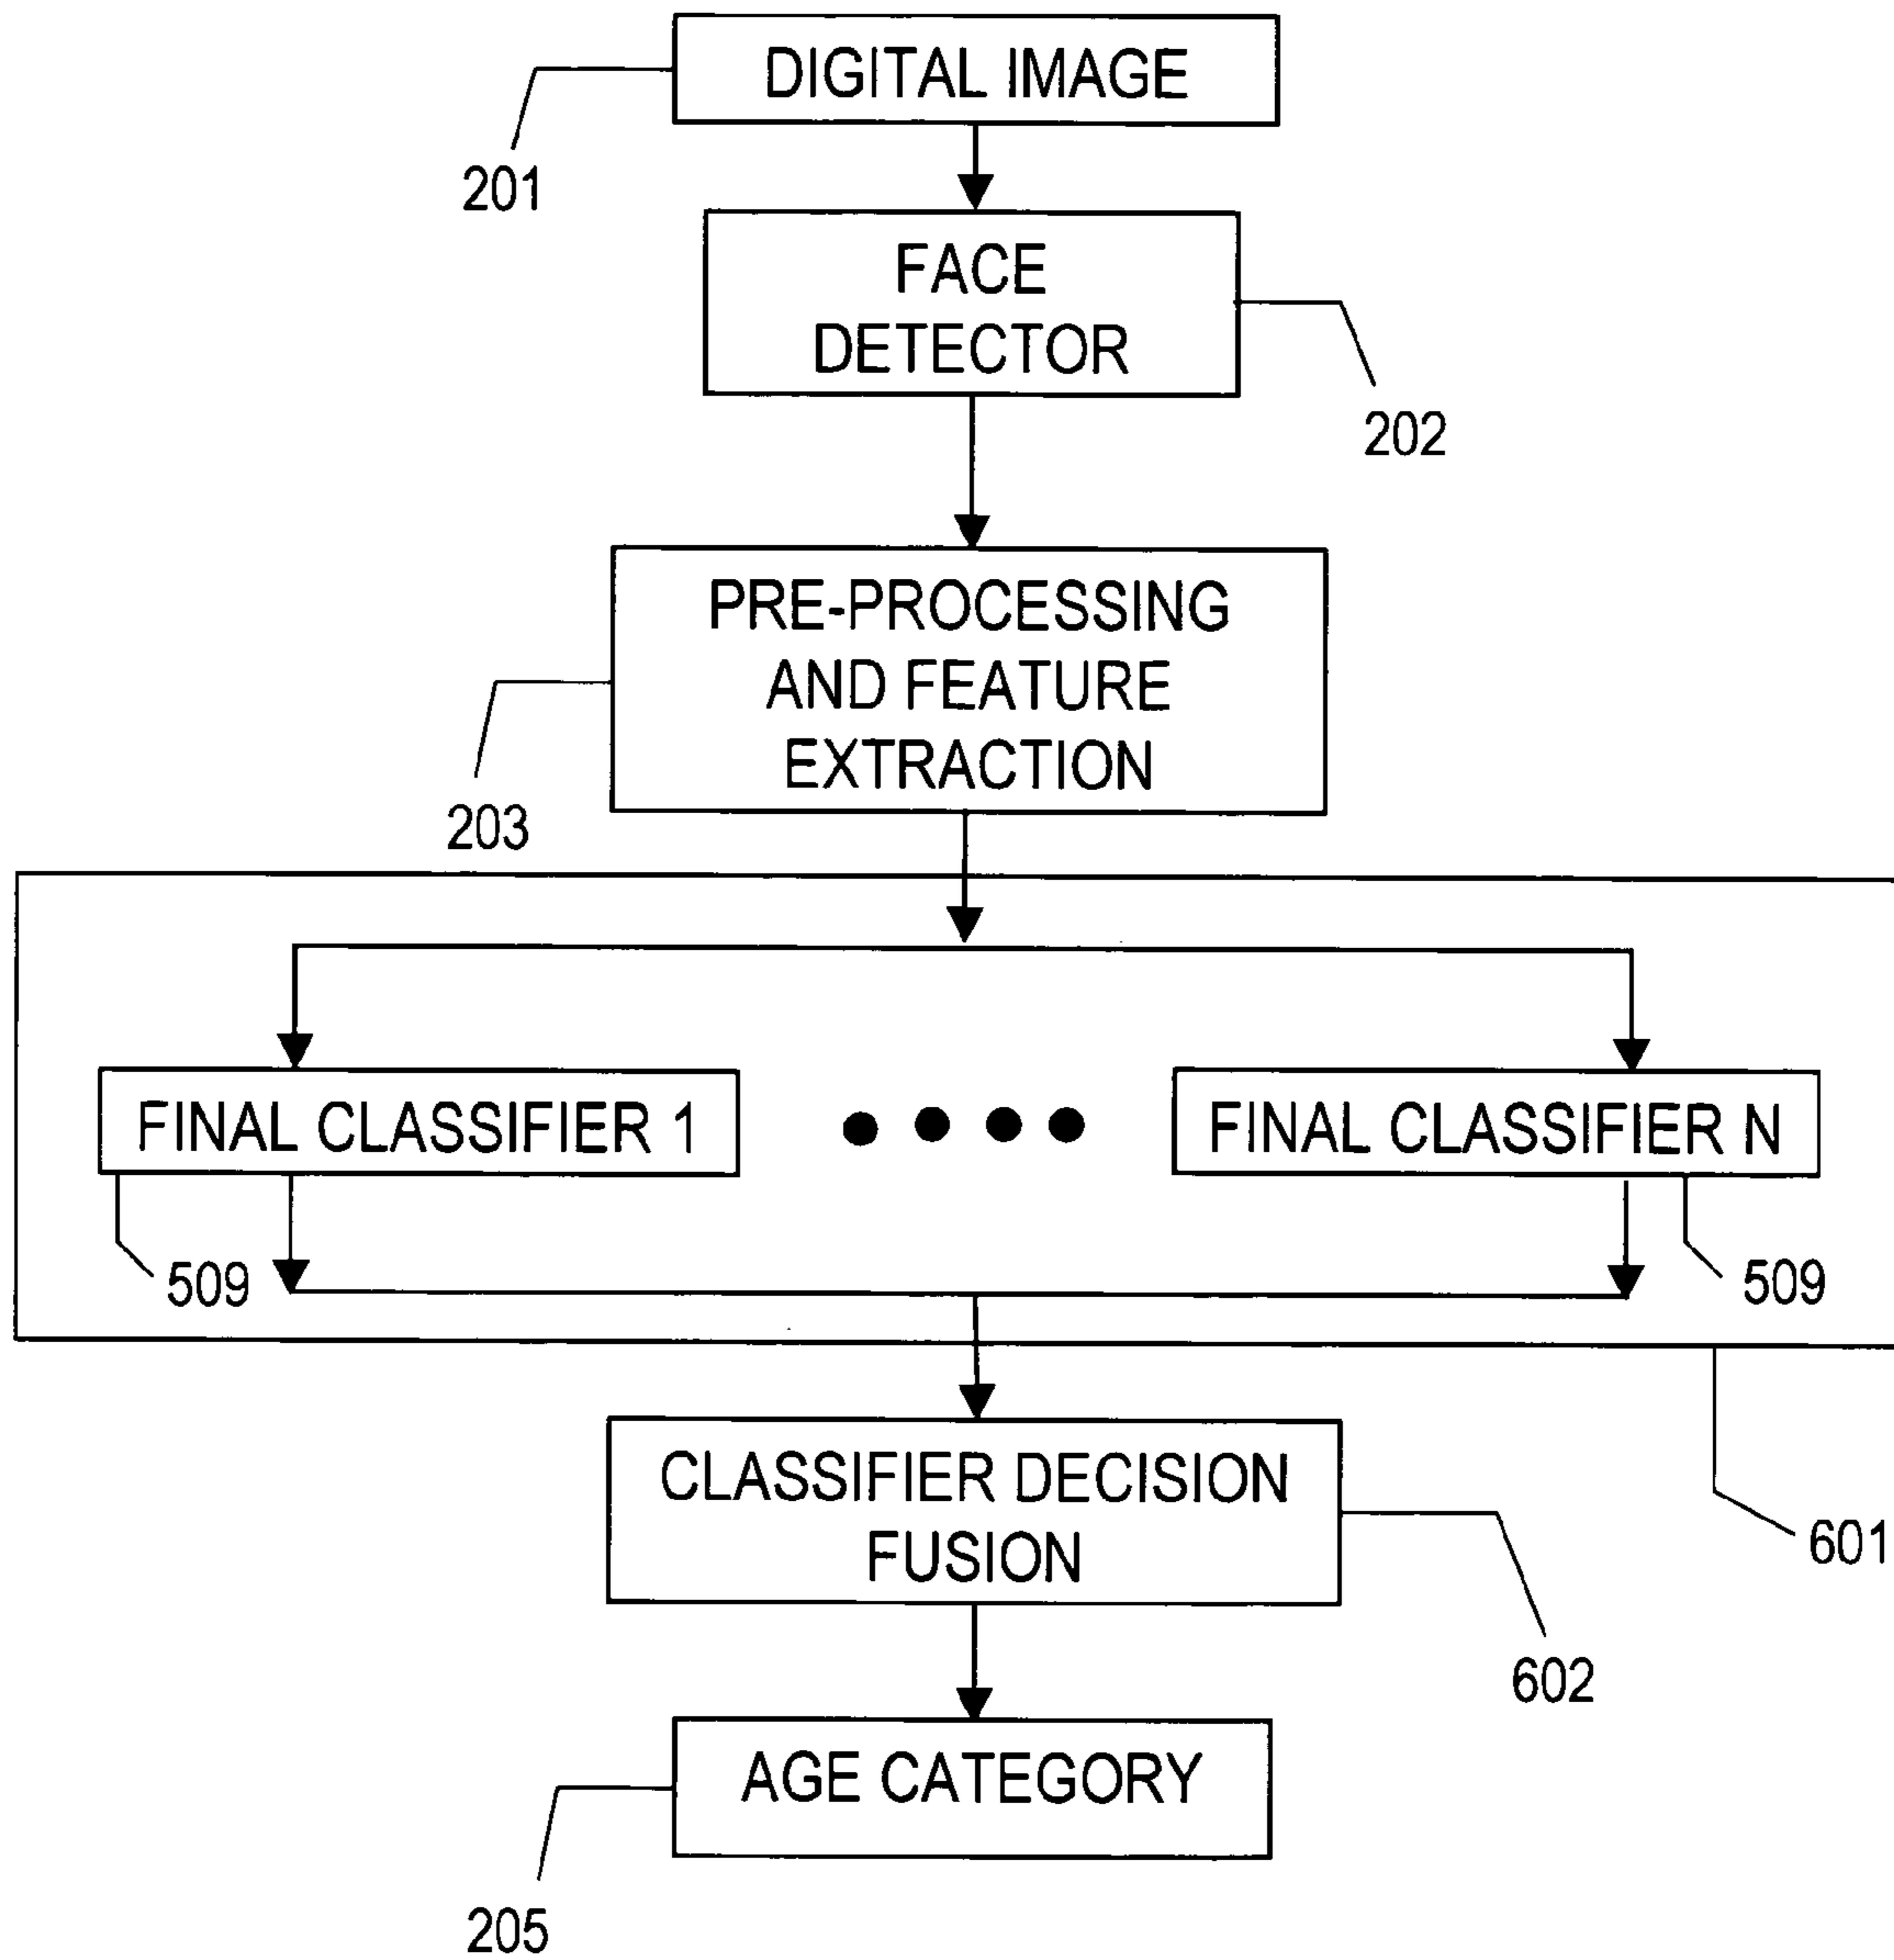 DIGITAL IMAGE
201
FACE
DETECTOR
202
PRE-PROCESSING
AND FEATURE
EXTRACTION
203
FINAL CLASSIFIER 1
FINAL CLASSIFIER N
509
509
CLASSIFIER DECISION
FUSION
601
602
AGE CATEGORY
205